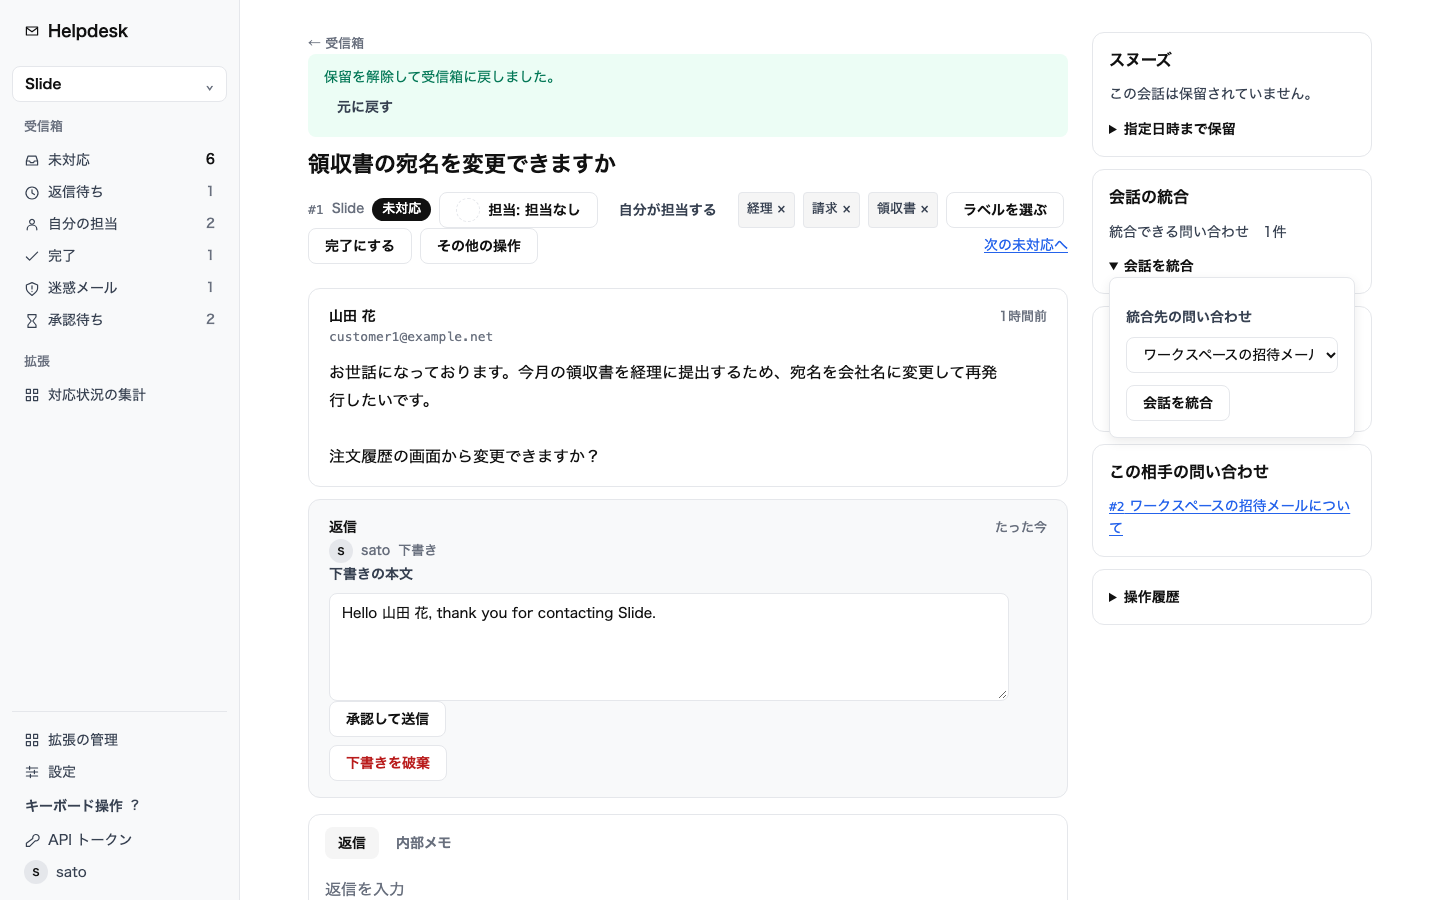 Helpdesk
Slide
受信箱
未対応 6
返信待ち 1
自分の担当 2
完了 1
迷惑メール 1
承認待ち 2
拡張
対応状況の集計
拡張の管理
設定
キーボード操作 ?
API トークン
S sato
← 受信箱
保留を解除して受信箱に戻しました。
元に戻す
領収書の宛名を変更できますか
#1 Slide 未対応 担当: 担当なし 自分が担当する 経理 × 請求 × 領収書 × ラベルを選ぶ
完了にする その他の操作 次の未対応へ
山田 花 1時間前
customer1@example.net
お世話になっております。今月の領収書を経理に提出するため、宛名を会社名に変更して再発
行したいです。
注文履歴の画面から変更できますか？
返信 たった今
S sato 下書き
下書きの本文
Hello 山田 花, thank you for contacting Slide.
承認して送信
下書きを破棄
返信 内部メモ
返信を入力
スヌーズ
この会話は保留されていません。
▶ 指定日時まで保留
会話の統合
統合できる問い合わせ 1件
▼ 会話を統合
統合先の問い合わせ
ワークスペースの招待メール
会話を統合
この相手の問い合わせ
#2 ワークスペースの招待メールについ
て
▶ 操作履歴